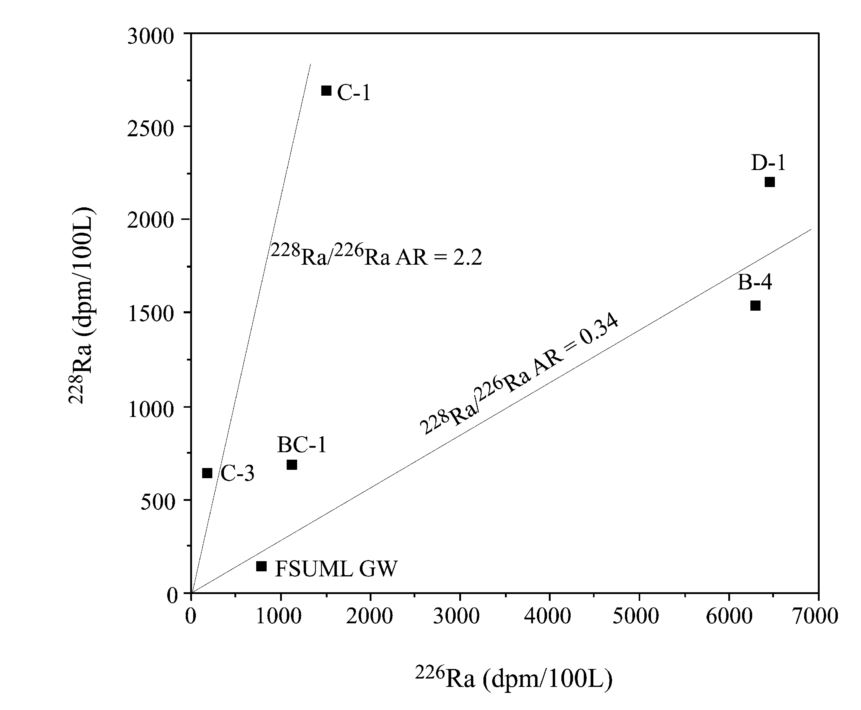 3000
2500
2000
1500
1000
500
0
²²⁸Ra (dpm/100L)
C-1
D-1
²²⁸Ra/²²⁶Ra AR = 2.2
B-4
²²⁸Ra/²²⁶Ra AR = 0.34
BC-1
C-3
FSUML GW
0 1000 2000 3000 4000 5000 6000 7000
²²⁶Ra (dpm/100L)